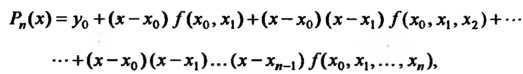 Pₙ(x) = y₀ + (x − x₀) f(x₀, x₁) + (x − x₀)(x − x₁) f(x₀, x₁, x₂) + ⋯
⋯ + (x − x₀)(x − x₁)...(x − xₙ₋₁) f(x₀, x₁, ..., xₙ),